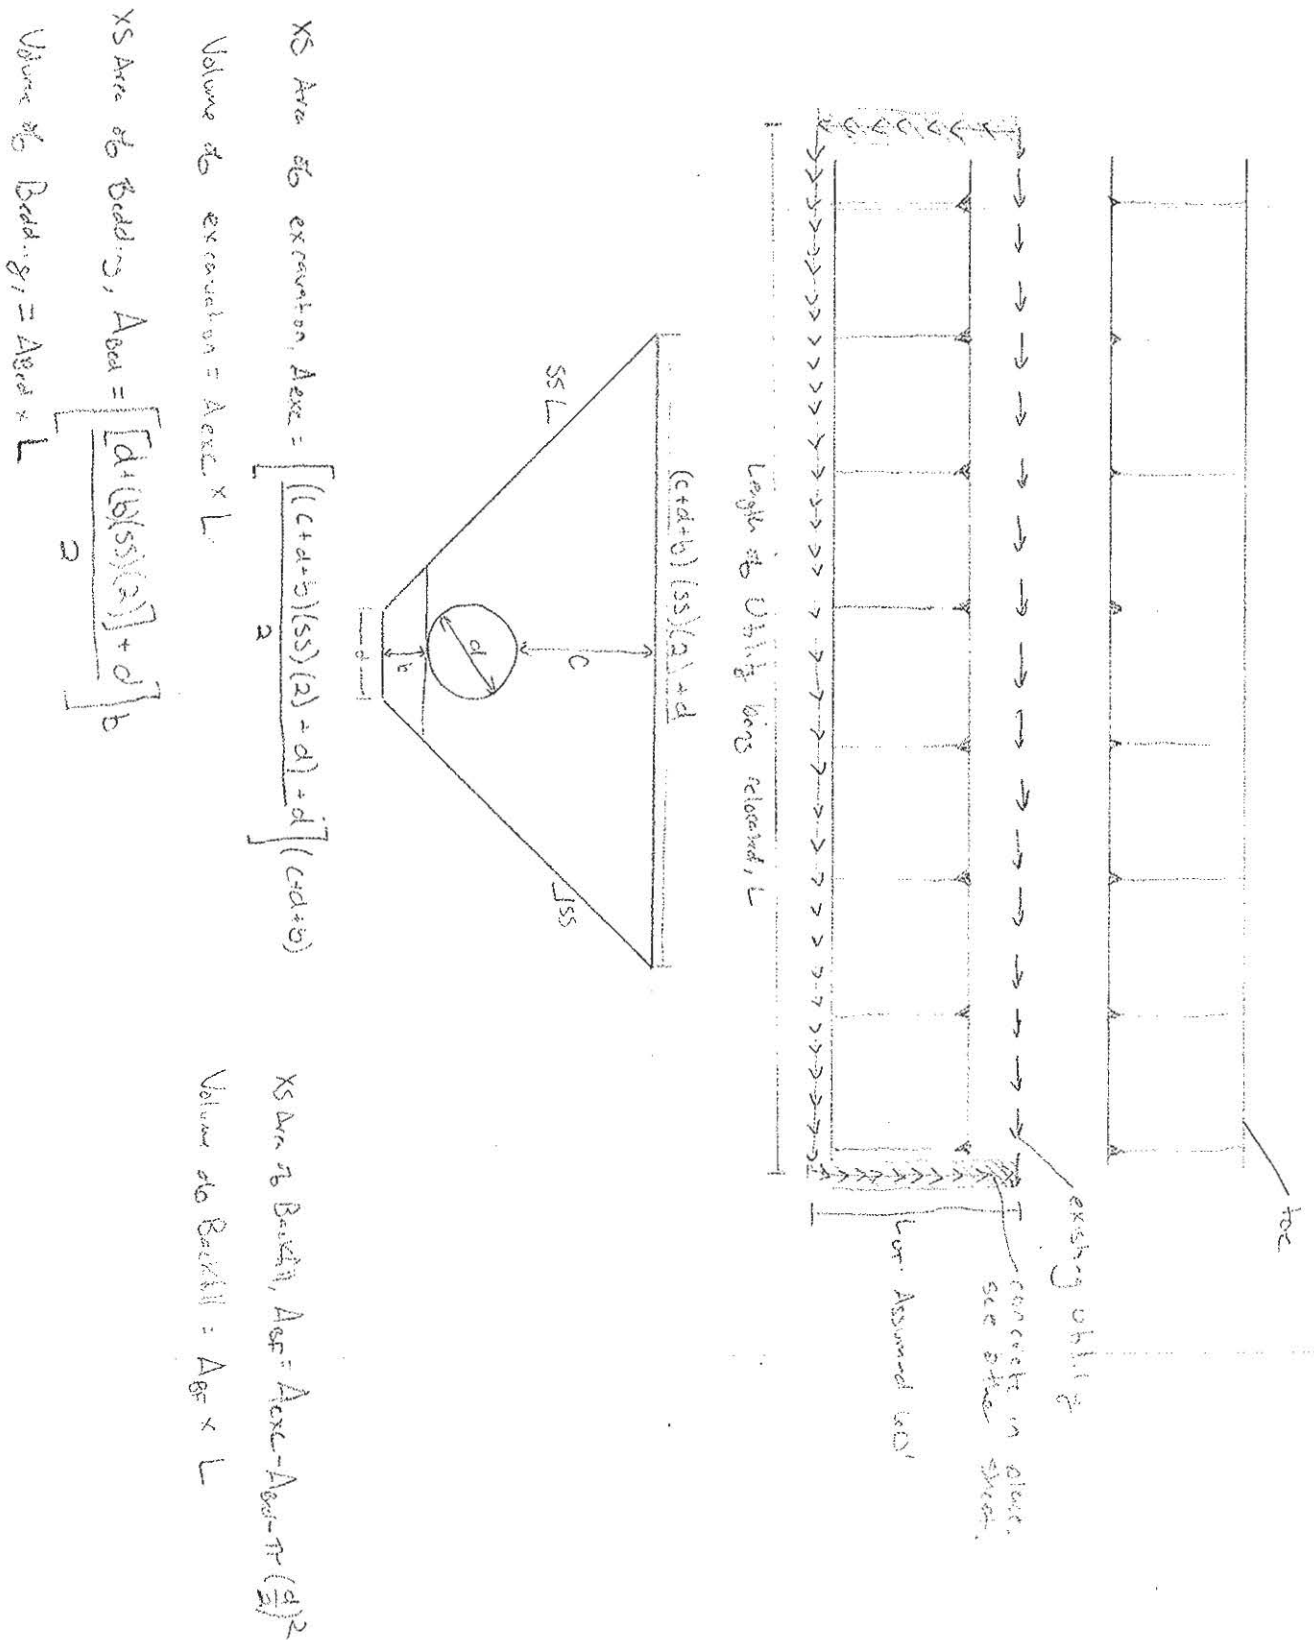 toe
existing utility
concrete in place.
see other sheet.
Lur Assumed 60'
Length of Utility being relocated, L
(c+d+b)(ss)(2)+d
SS
SS
c
d
b
d
XS Area of excavation, Aexc = [((c+d+b)(ss)(2)+d)+d / 2](c+d+b)
Volume of excavation = Aexc × L
XS Area of Bedding, ABed = [[d+(b)(ss)(2)]+d / 2]b
Volume of Bedding, = ABed × L
XS Area of Backfill, ABF = Aexc - ABed - π(d/2)²
Volume of Backfill = ABF × L